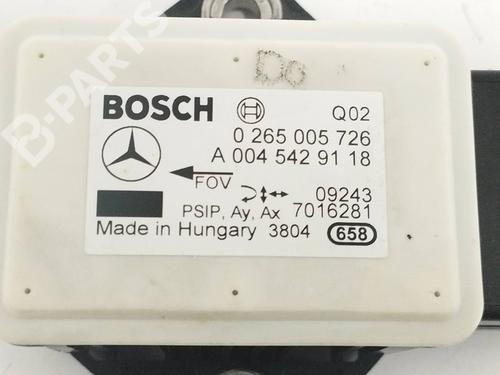 B-PARTS
Do
BOSCH Q02
0 265 005 726
A 004 542 91 18
FOV 09243
PSIP, Ay, Ax 7016281
Made in Hungary 3804 658